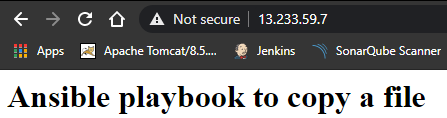 Not secure | 13.233.59.7
Apps Apache Tomcat/8.5.... Jenkins SonarQube Scanner
Ansible playbook to copy a file